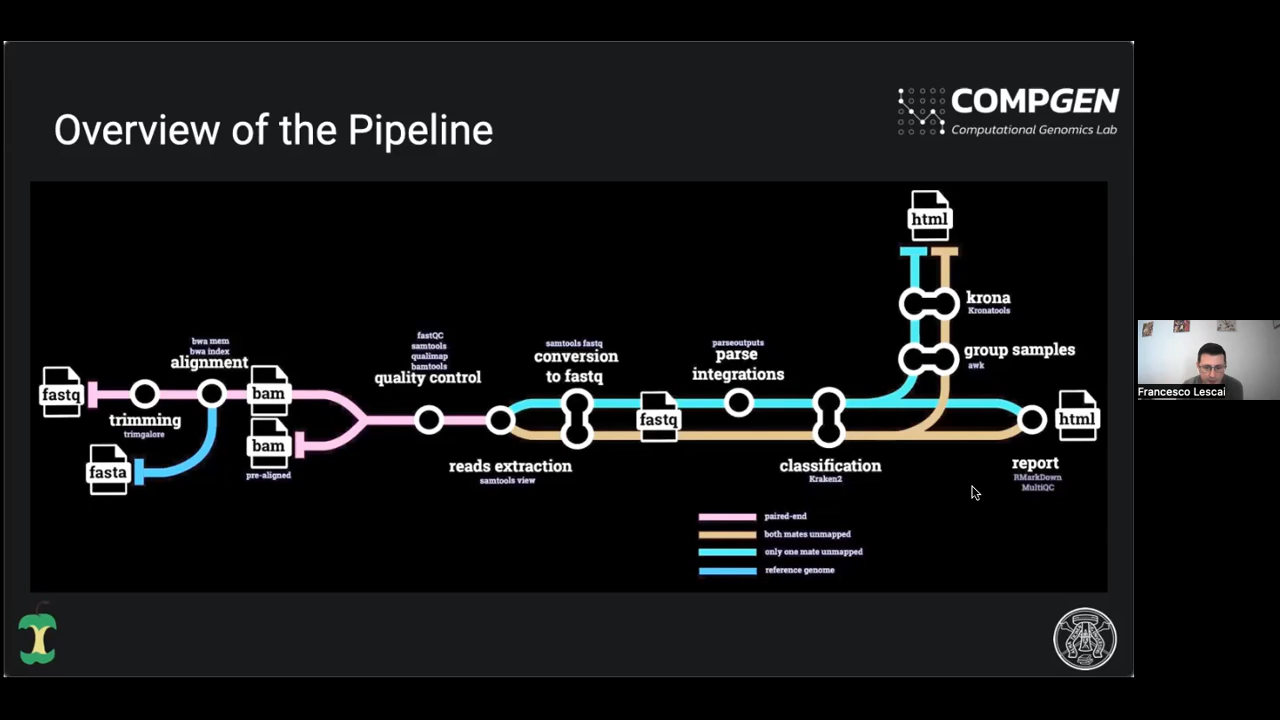 Overview of the Pipeline
COMPGEN
Computational Genomics Lab
html
krona
Kronatools
group samples
awk
fastQC
samtools
qualimap
bamtools
quality control
bwa mem
bwa index
alignment
samtools fastq
conversion
to fastq
parseoutputs
parse
integrations
fastq
trimming
trimgalore
bam
fasta
bam
pre-aligned
reads extraction
samtools view
fastq
classification
Kraken2
html
report
RMarkDown
MultiQC
paired-end
both mates unmapped
only one mate unmapped
reference genome
Francesco Lescai